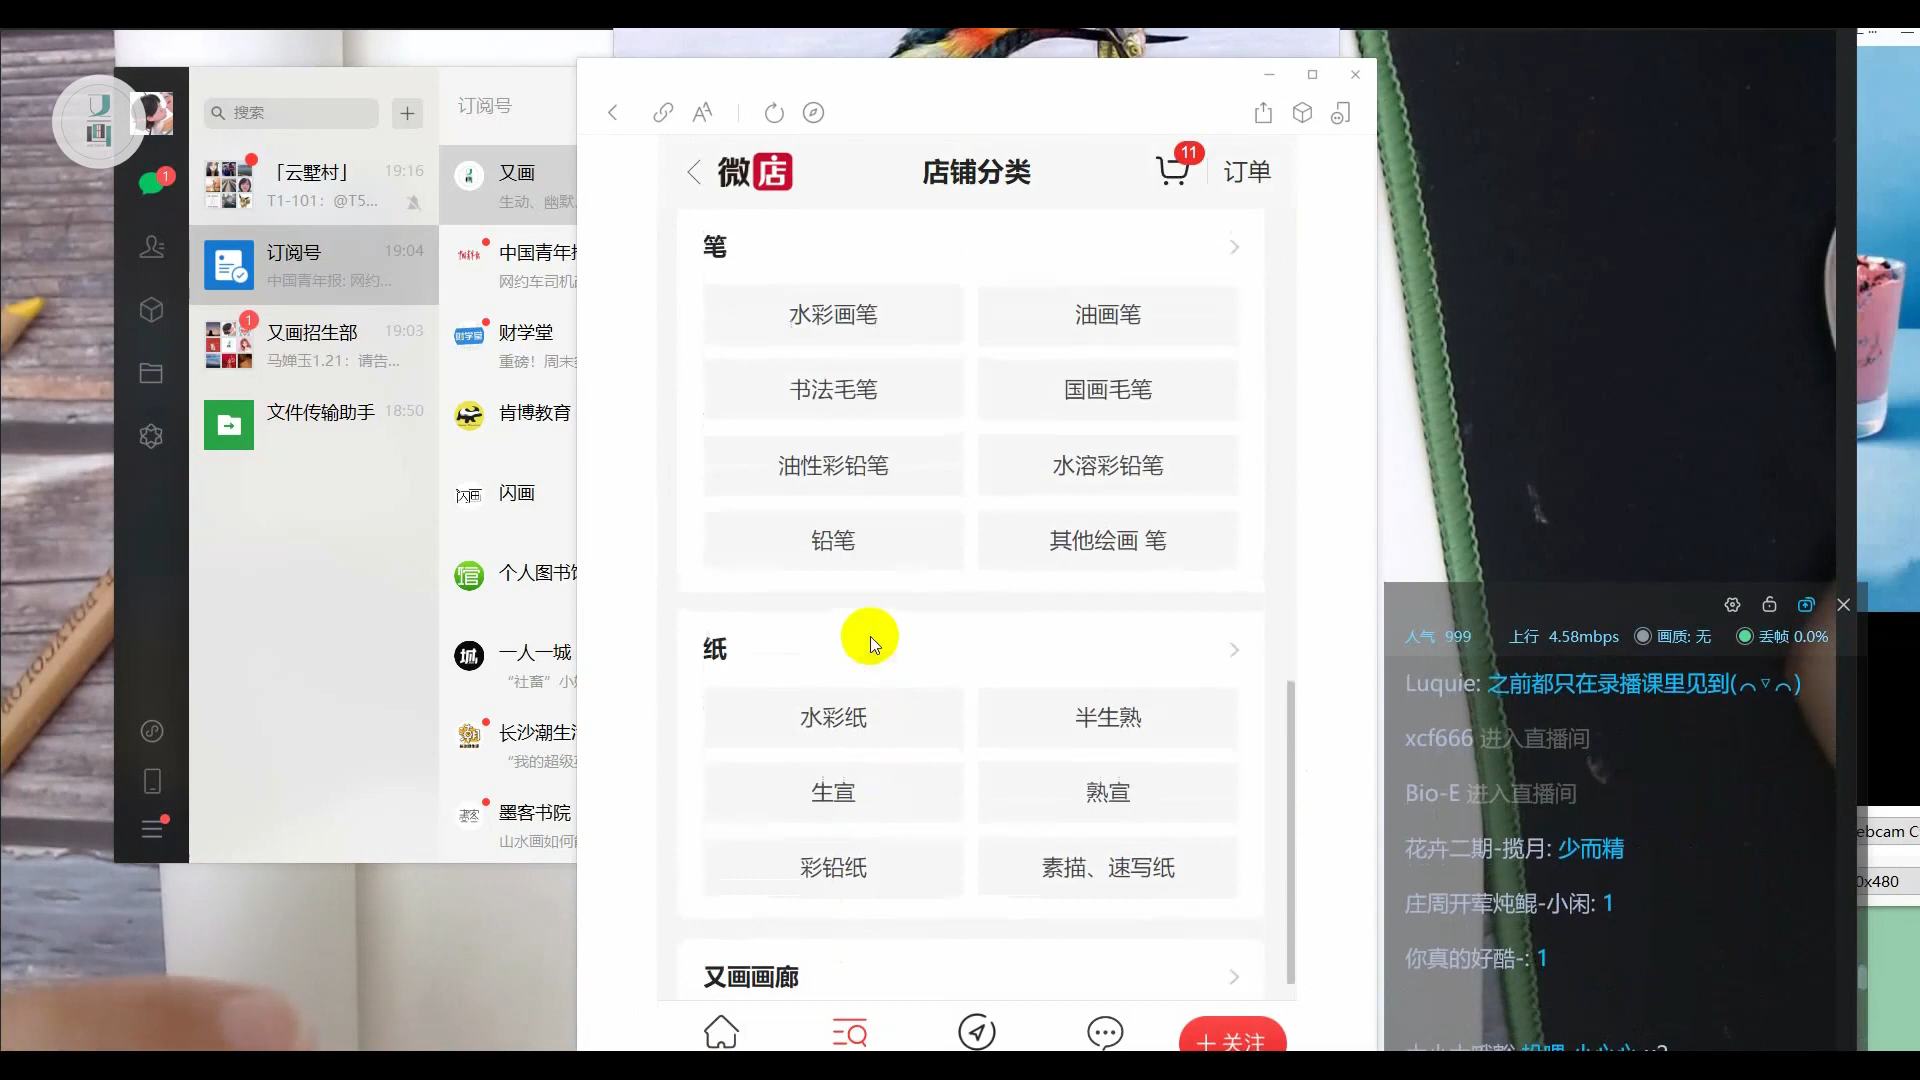 搜索
订阅号
「云墅村」 19:16
T1-101：@T5...
订阅号 19:04
中国青年报: 网约...
又画招生部 19:03
马婵玉1.21：请告...
文件传输助手 18:50
又画
生动、幽默
中国青年
网约车司机
财学堂
重磅！周末
肯博教育
闪画
个人图书
一人一城
“社畜”小
长沙潮生
“我的超级
墨客书院
山水画如何
微店
店铺分类
11
订单
笔
水彩画笔
油画笔
书法毛笔
国画毛笔
油性彩铅笔
水溶彩铅笔
铅笔
其他绘画 笔
纸
水彩纸
半生熟
生宣
熟宣
彩铅纸
素描、速写纸
又画画廊
+ 关注
人气 999 上行 4.58mbps 画质: 无 丢帧 0.0%
Luquie: 之前都只在录播课里见到(⌒▽⌒)
xcf666 进入直播间
Bio-E 进入直播间
花卉二期-揽月: 少而精
庄周开荤炖鲲-小闲: 1
你真的好酷-: 1
ebcam C
0x480
POLYCOLOR